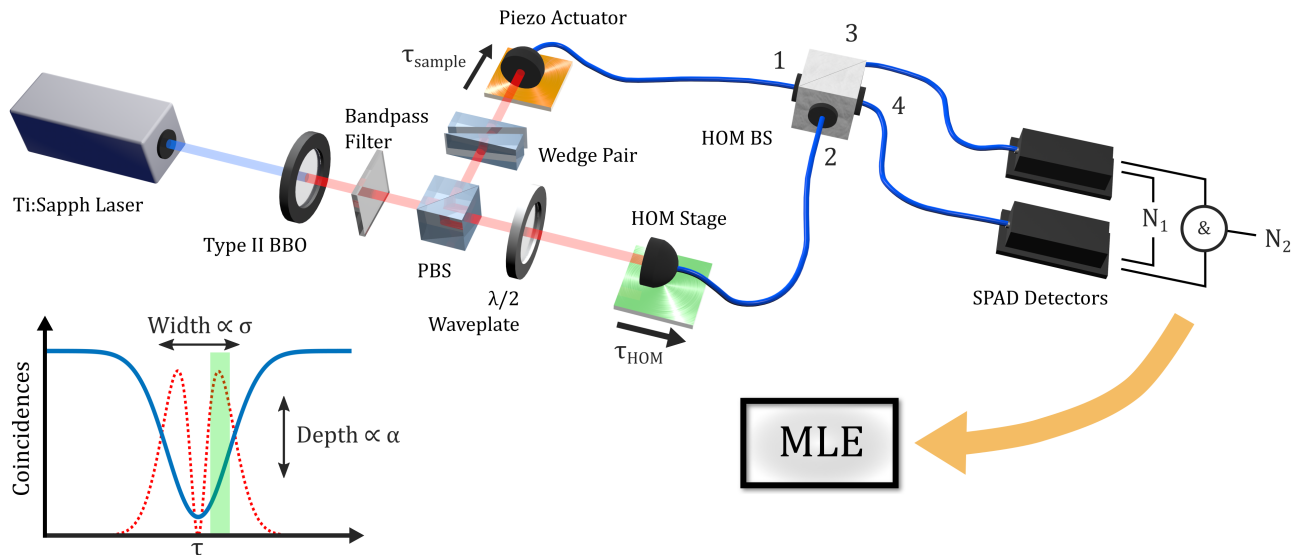 Piezo Actuator
τsample
Bandpass
Filter
Wedge Pair
Ti:Sapph Laser
Type II BBO
PBS
λ/2
Waveplate
HOM Stage
τHOM
1
3
HOM BS
2
4
N1
&
N2
SPAD Detectors
Width ∝ σ
Depth ∝ α
Coincidences
τ
MLE